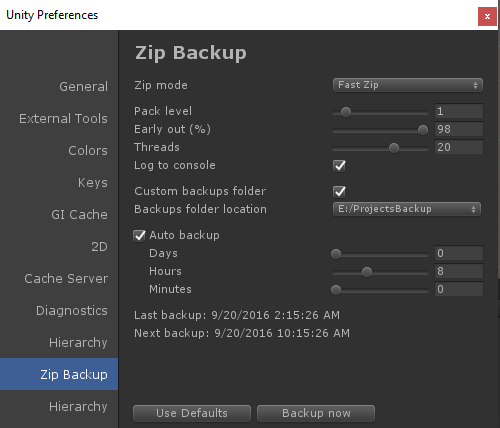 Unity Preferences
x
General
External Tools
Colors
Keys
GI Cache
2D
Cache Server
Diagnostics
Hierarchy
Zip Backup
Hierarchy
Zip Backup
Zip mode Fast Zip
Pack level 1
Early out (%) 98
Threads 20
Log to console
Custom backups folder
Backups folder location E:/ProjectsBackup
Auto backup
Days 0
Hours 8
Minutes 0
Last backup: 9/20/2016 2:15:26 AM
Next backup: 9/20/2016 10:15:26 AM
Use Defaults Backup now